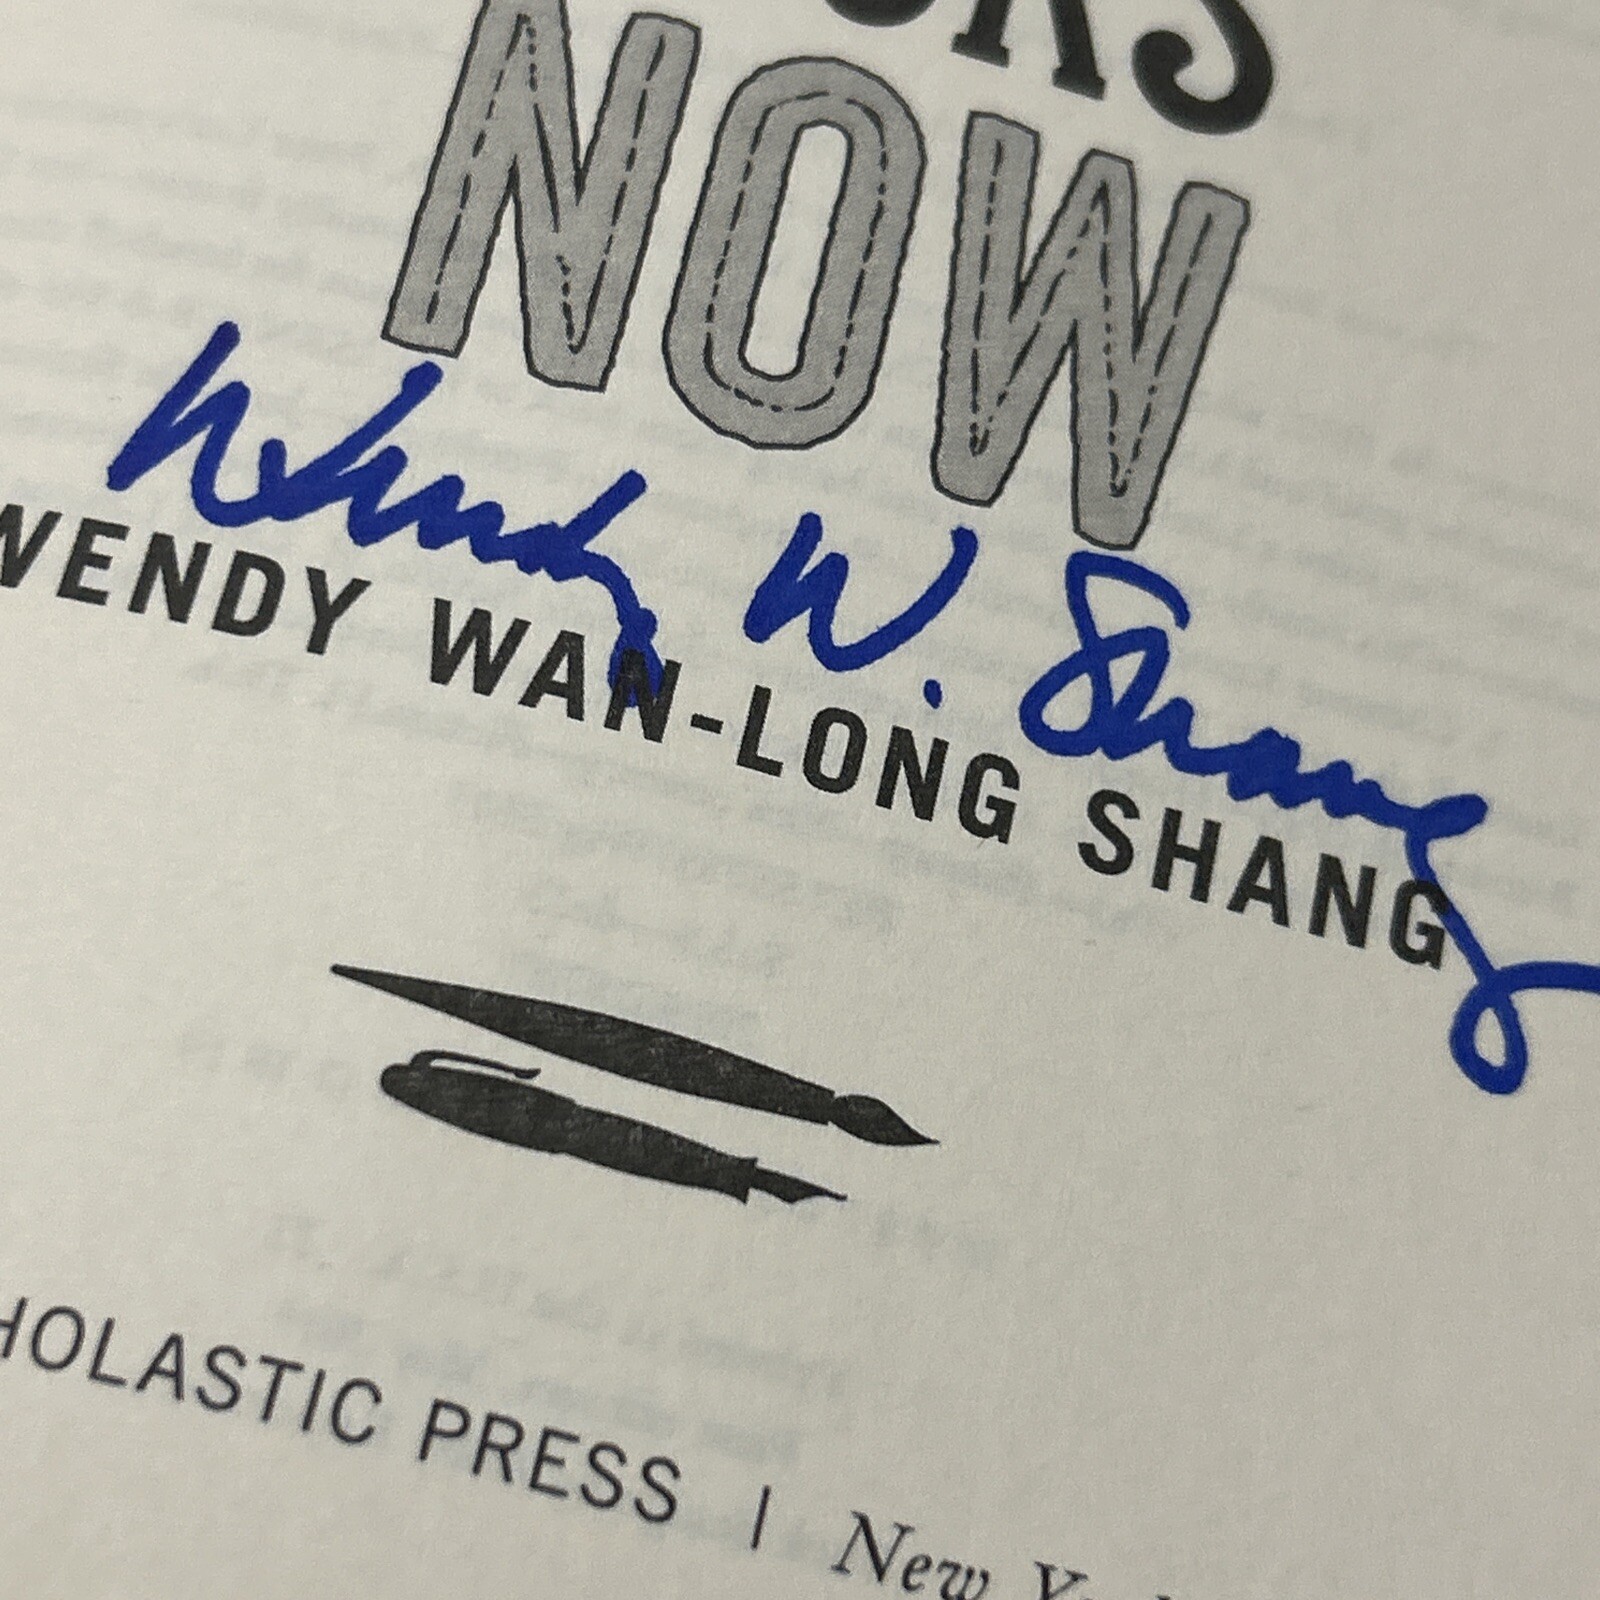 NOW
Wendy W. Shang
WENDY WAN-LONG SHANG
HOLASTIC PRESS | New